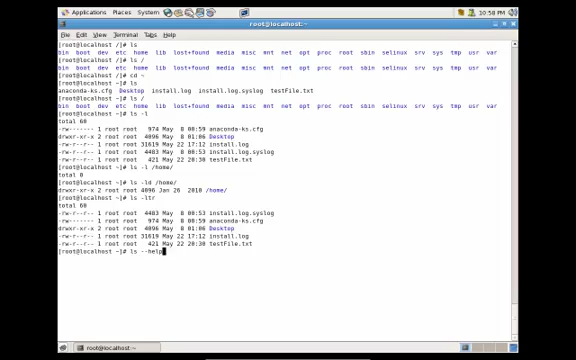 Applications Places System 10:58 PM
root@localhost:~
File Edit View Terminal Tabs Help
[root@localhost /]# ls
bin boot dev etc home lib lost+found media misc mnt net opt proc root sbin selinux srv sys tmp usr var
[root@localhost /]# ls /
bin boot dev etc home lib lost+found media misc mnt net opt proc root sbin selinux srv sys tmp usr var
[root@localhost /]# cd ~
[root@localhost ~]# ls
anaconda-ks.cfg Desktop install.log install.log.syslog testFile.txt
[root@localhost ~]# ls /
bin boot dev etc home lib lost+found media misc mnt net opt proc root sbin selinux srv sys tmp usr var
[root@localhost ~]# ls -l
total 60
-rw------- 1 root root 974 May 8 00:59 anaconda-ks.cfg
drwxr-xr-x 2 root root 4096 May 8 01:06 Desktop
-rw-r--r-- 1 root root 31619 May 22 17:12 install.log
-rw-r--r-- 1 root root 4483 May 8 00:53 install.log.syslog
-rw-r--r-- 1 root root 421 May 22 20:30 testFile.txt
[root@localhost ~]# ls -l /home/
total 0
[root@localhost ~]# ls -ld /home/
drwxr-xr-x 2 root root 4096 Jan 26 2010 /home/
[root@localhost ~]# ls -ltr
total 60
-rw-r--r-- 1 root root 4483 May 8 00:53 install.log.syslog
-rw------- 1 root root 974 May 8 00:59 anaconda-ks.cfg
drwxr-xr-x 2 root root 4096 May 8 01:06 Desktop
-rw-r--r-- 1 root root 31619 May 22 17:12 install.log
-rw-r--r-- 1 root root 421 May 22 20:30 testFile.txt
[root@localhost ~]# ls --help
root@localhost:~